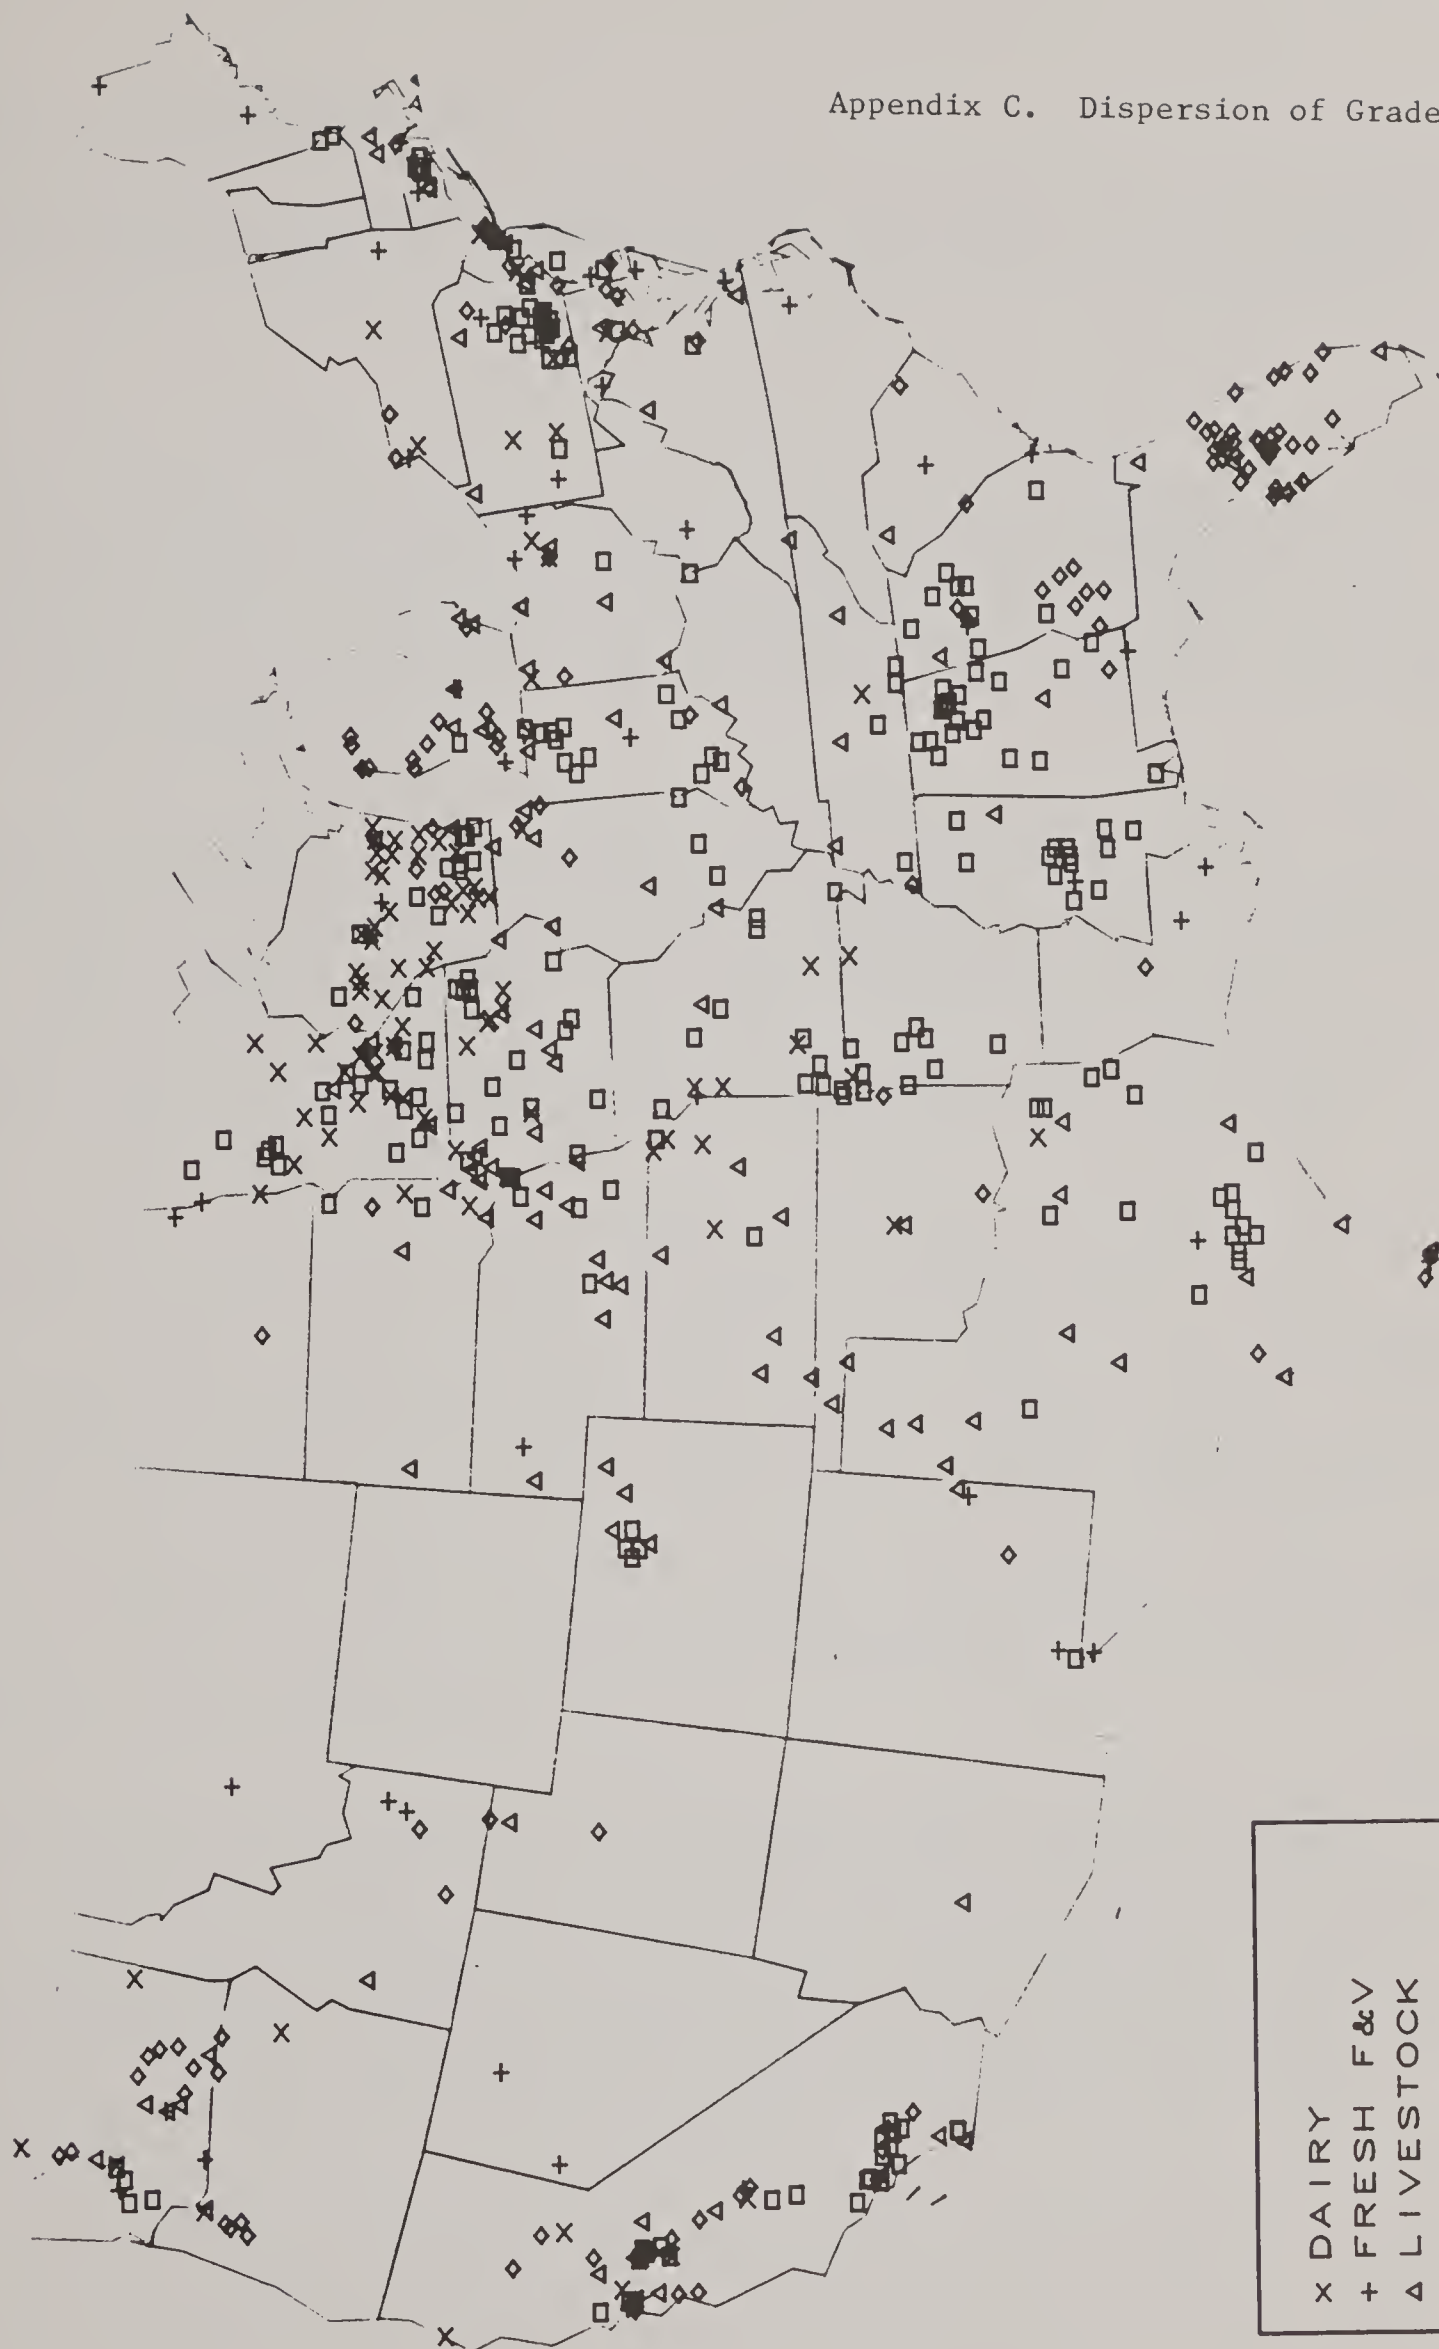 Appendix C. Dispersion of Grade
x DAIRY
+ FRESH F&V
△ LIVESTOCK